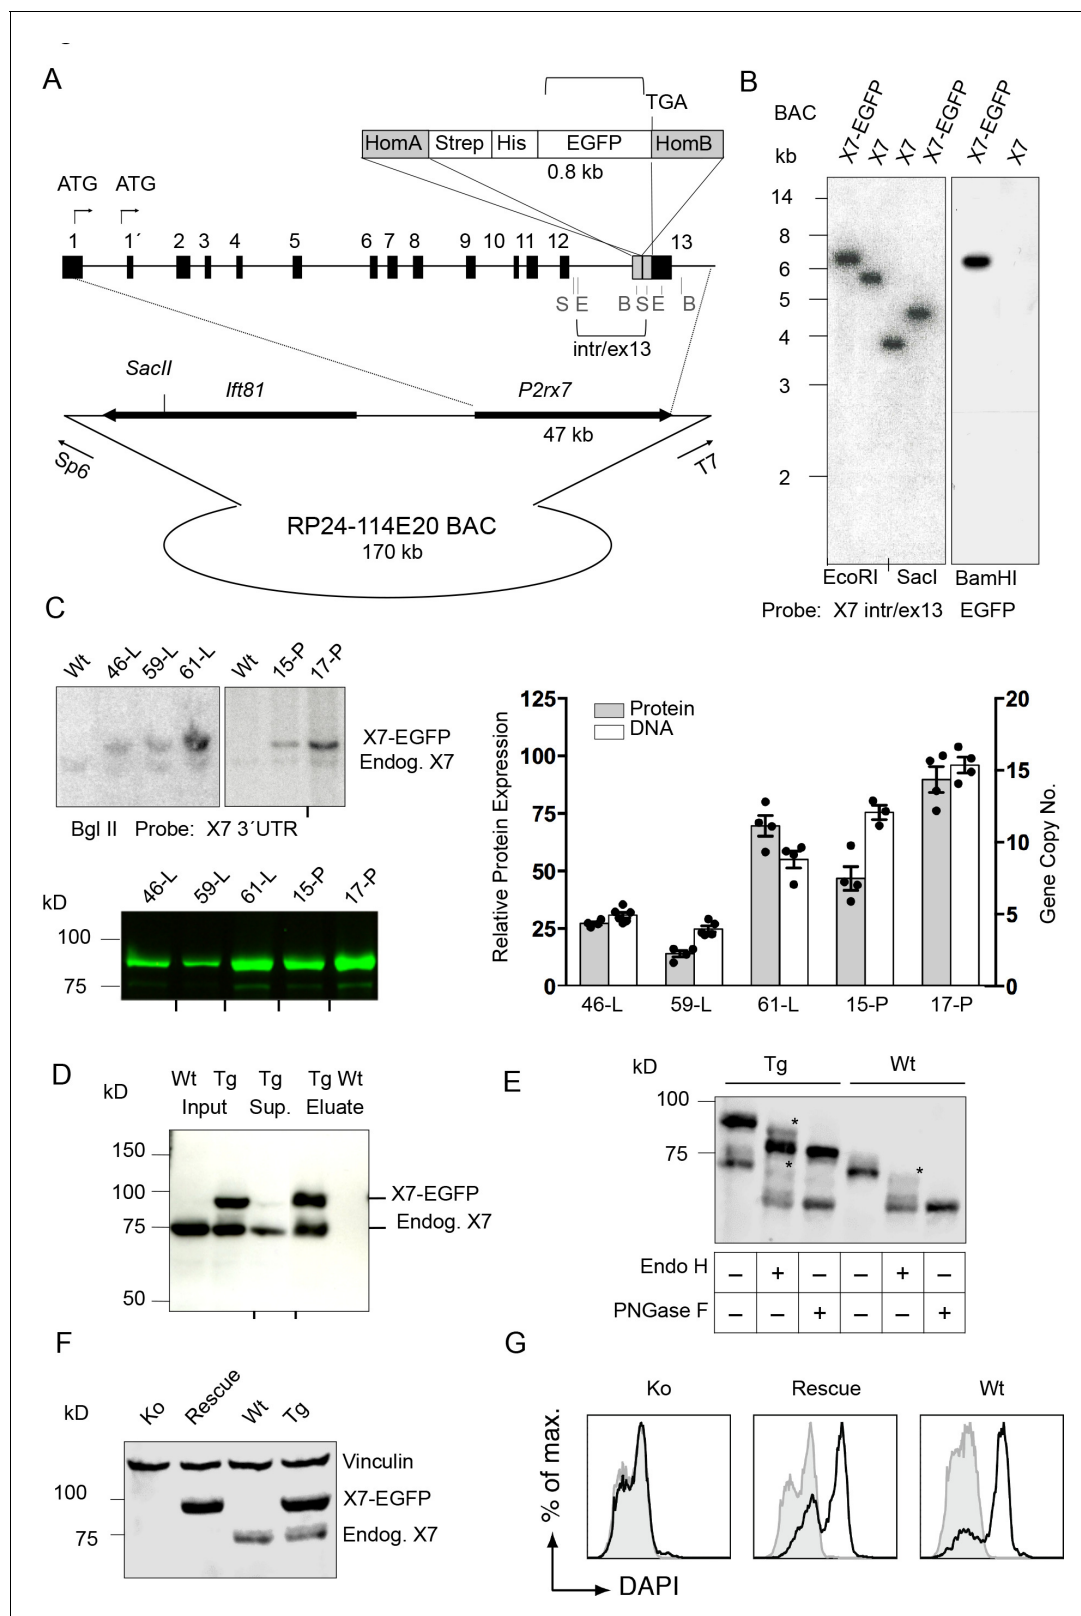 A
TGA
HomA Strep His EGFP HomB
0.8 kb
ATG ATG
1 1´ 2 3 4 5 6 7 8 9 10 11 12 13
S E B S E B
intr/ex13
SacII
Ift81 P2rx7
47 kb
Sp6 T7
RP24-114E20 BAC
170 kb
B
BAC X7-EGFP X7 X7 X7-EGFP X7-EGFP X7
kb
14
8
6
5
4
3
2
EcoRI SacI BamHI
Probe: X7 intr/ex13 EGFP
C
Wt 46-L 59-L 61-L Wt 15-P 17-P
X7-EGFP
Endog. X7
Bgl II Probe: X7 3´UTR
46-L 59-L 61-L 15-P 17-P
kD
100
75
Relative Protein Expression
125
100
75
50
25
0
Protein
DNA
20
15
10
5
0
Gene Copy No.
46-L 59-L 61-L 15-P 17-P
D
kD
Wt Tg Tg Tg Wt
Input Sup. Eluate
150
100
75
50
X7-EGFP
Endog. X7
E
kD
Tg Wt
100
75
* * *
Endo H – + – – + –
PNGase F – – + – – +
F
kD
Ko Rescue Wt Tg
100
75
Vinculin
X7-EGFP
Endog. X7
G
Ko Rescue Wt
% of max.
DAPI